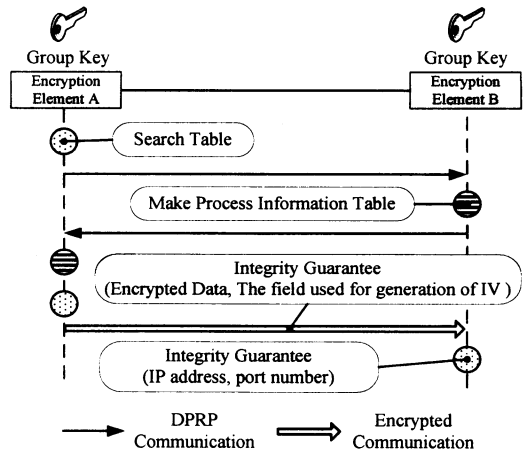 Group Key
Group Key
Encryption
Element A
Encryption
Element B
Search Table
Make Process Information Table
Integrity Guarantee
(Encrypted Data, The field used for generation of IV )
Integrity Guarantee
(IP address, port number)
DPRP
Communication
Encrypted
Communication